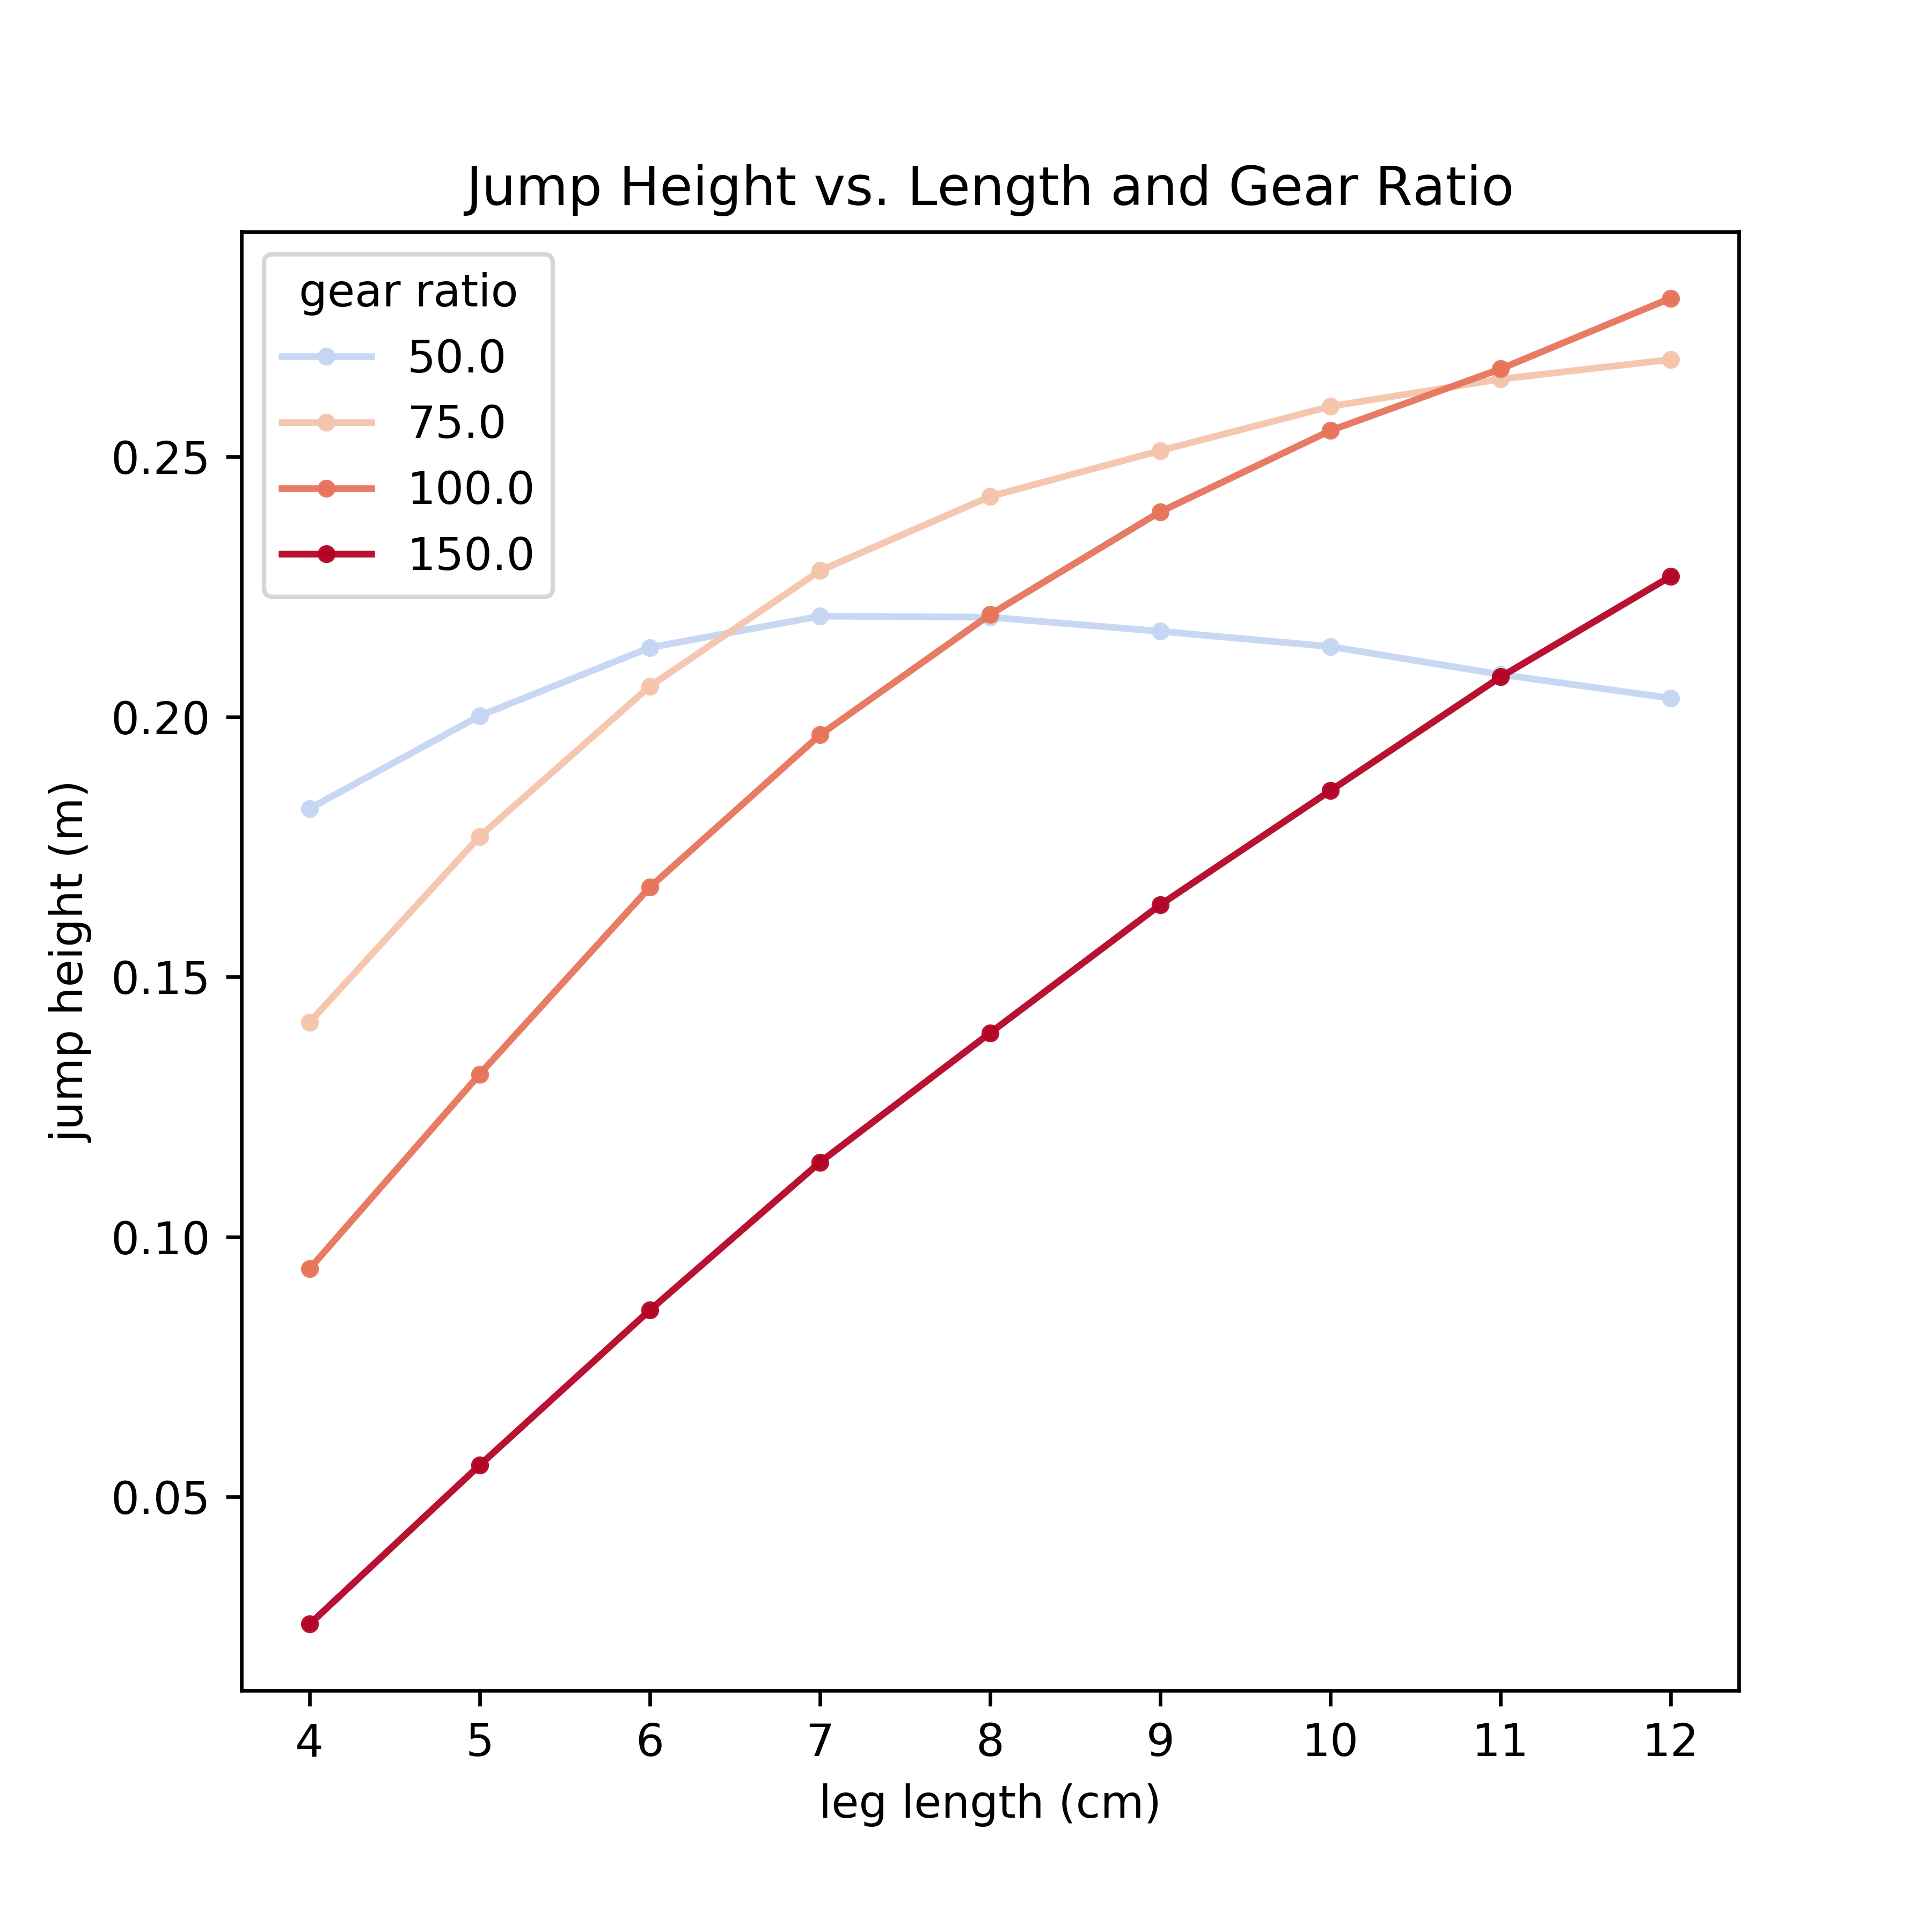 Jump Height vs. Length and Gear Ratio
gear ratio
50.0
75.0
100.0
150.0
jump height (m)
0.25
0.20
0.15
0.10
0.05
4 5 6 7 8 9 10 11 12
leg length (cm)